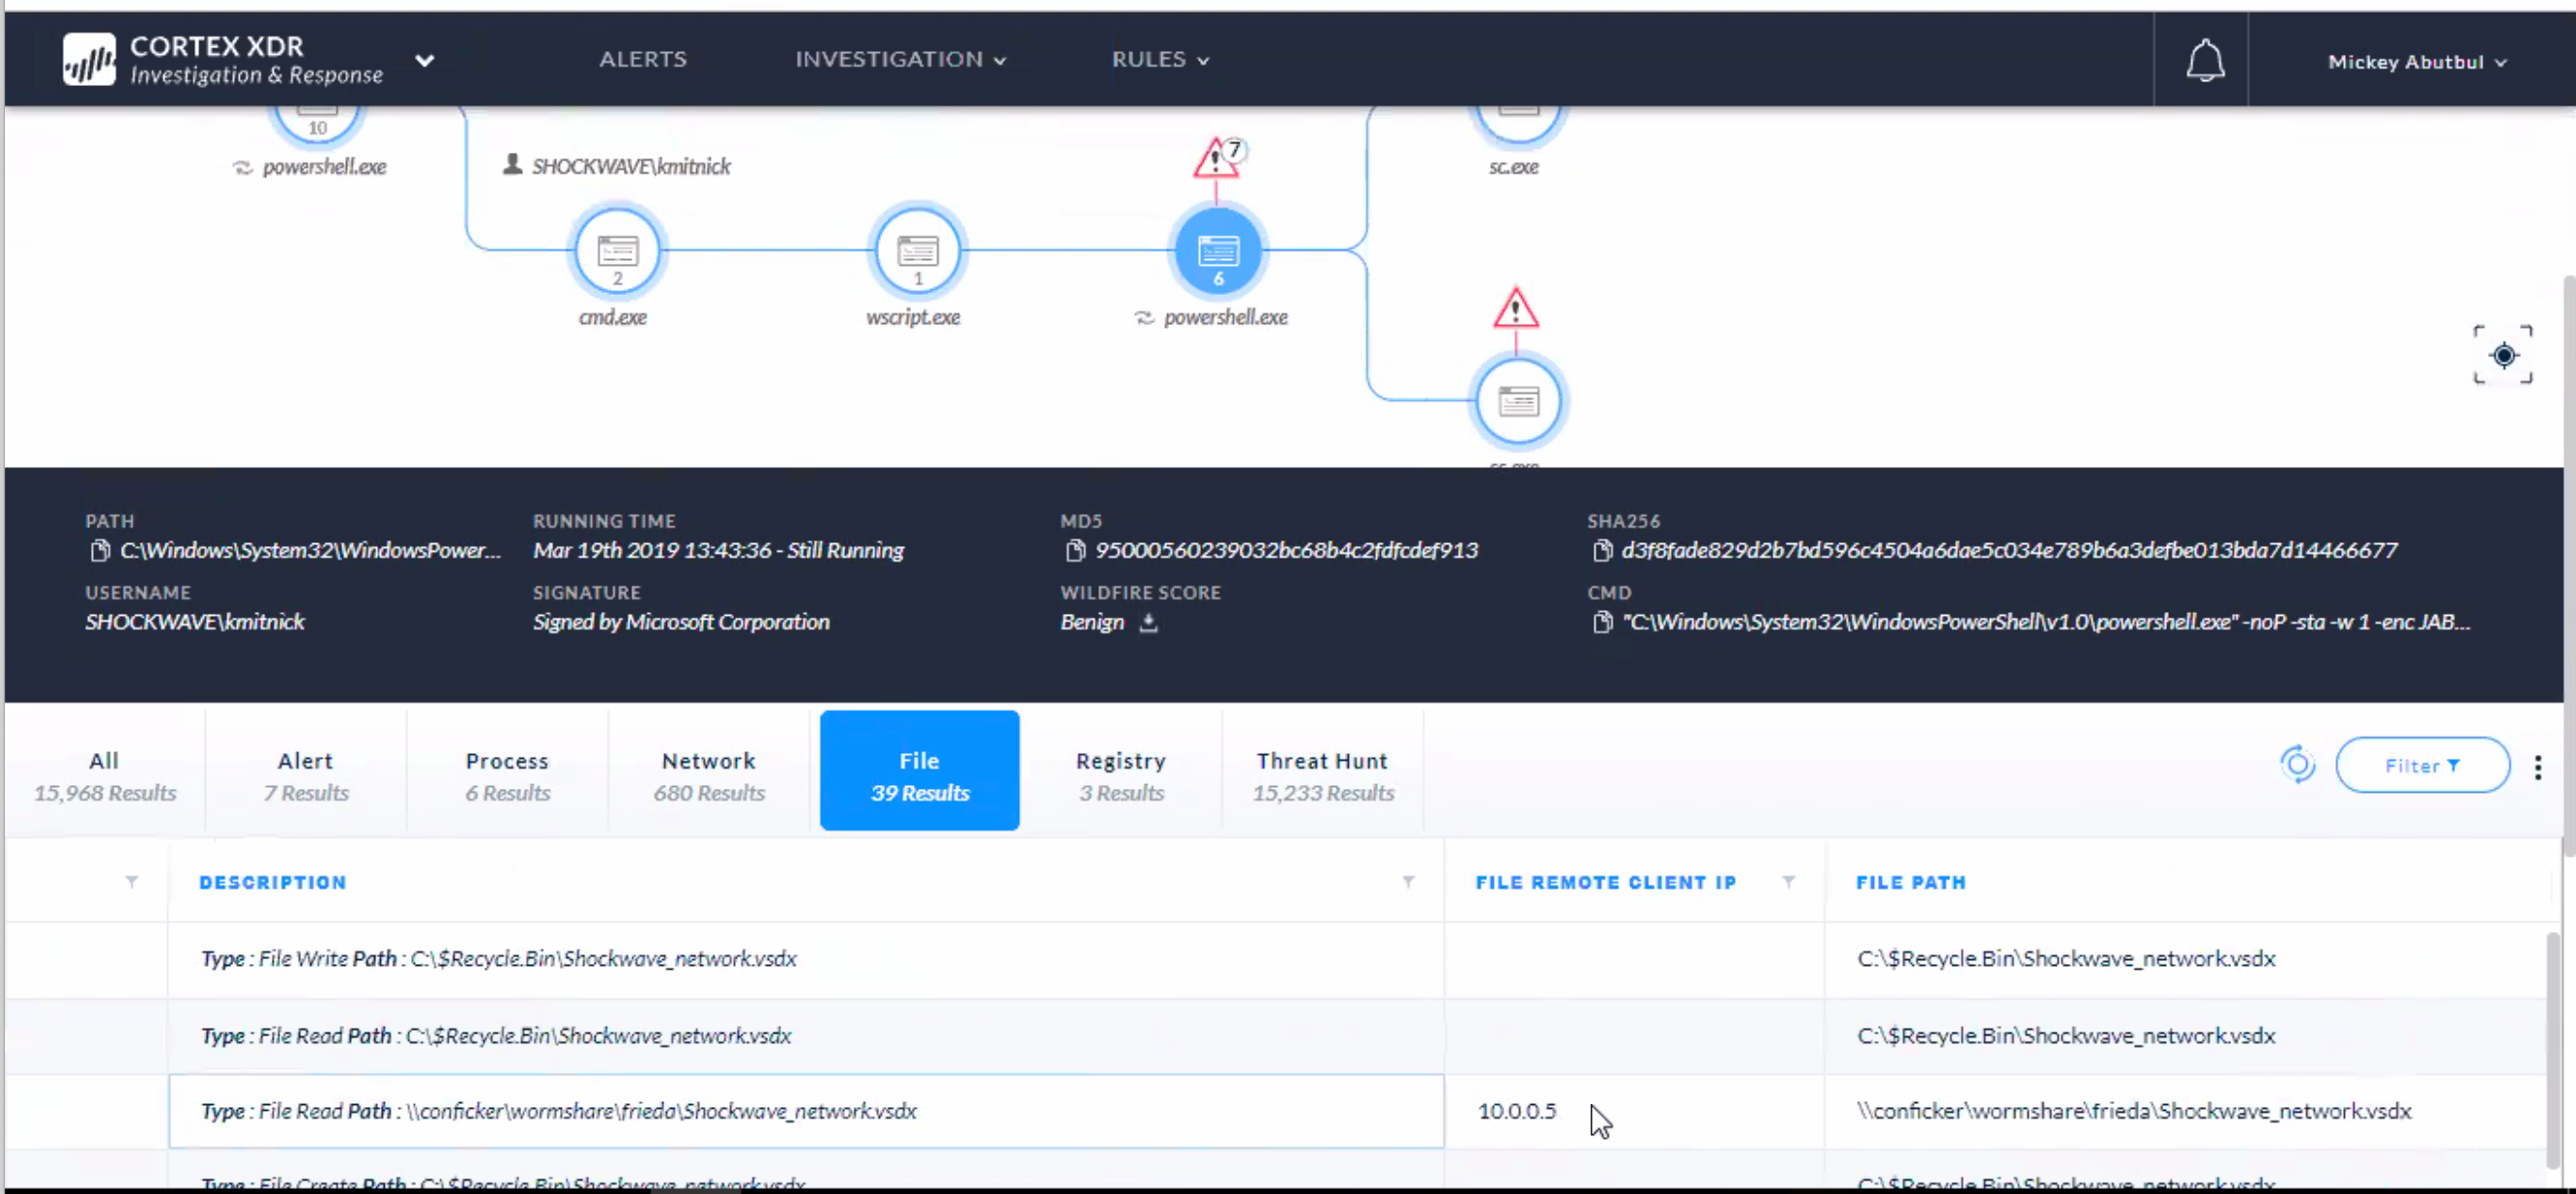 CORTEX XDR
Investigation & Response
ALERTS
INVESTIGATION
RULES
Mickey Abutbul
10
powershell.exe
SHOCKWAVE\kmitnick
7
sc.exe
2
cmd.exe
1
wscript.exe
6
powershell.exe
PATH
C:\Windows\System32\WindowsPower...
RUNNING TIME
Mar 19th 2019 13:43:36 - Still Running
MD5
95000560239032bc68b4c2fdfcdef913
SHA256
d3f8fade829d2b7bd596c4504a6dae5c034e789b6a3defbe013bda7d14466677
USERNAME
SHOCKWAVE\kmitnick
SIGNATURE
Signed by Microsoft Corporation
WILDFIRE SCORE
Benign
CMD
"C:\Windows\System32\WindowsPowerShell\v1.0\powershell.exe" -noP -sta -w 1 -enc JAB...
All
15,968 Results
Alert
7 Results
Process
6 Results
Network
680 Results
File
39 Results
Registry
3 Results
Threat Hunt
15,233 Results
Filter
DESCRIPTION
FILE REMOTE CLIENT IP
FILE PATH
Type : File Write Path : C:\$Recycle.Bin\Shockwave_network.vsdx
C:\$Recycle.Bin\Shockwave_network.vsdx
Type : File Read Path : C:\$Recycle.Bin\Shockwave_network.vsdx
C:\$Recycle.Bin\Shockwave_network.vsdx
Type : File Read Path : \\conficker\wormshare\frieda\Shockwave_network.vsdx
10.0.0.5
\\conficker\wormshare\frieda\Shockwave_network.vsdx
Type : File Create Path : C:\$Recycle.Bin\Shockwave_network.vsdx
C:\$Recycle.Bin\Shockwave_network.vsdx